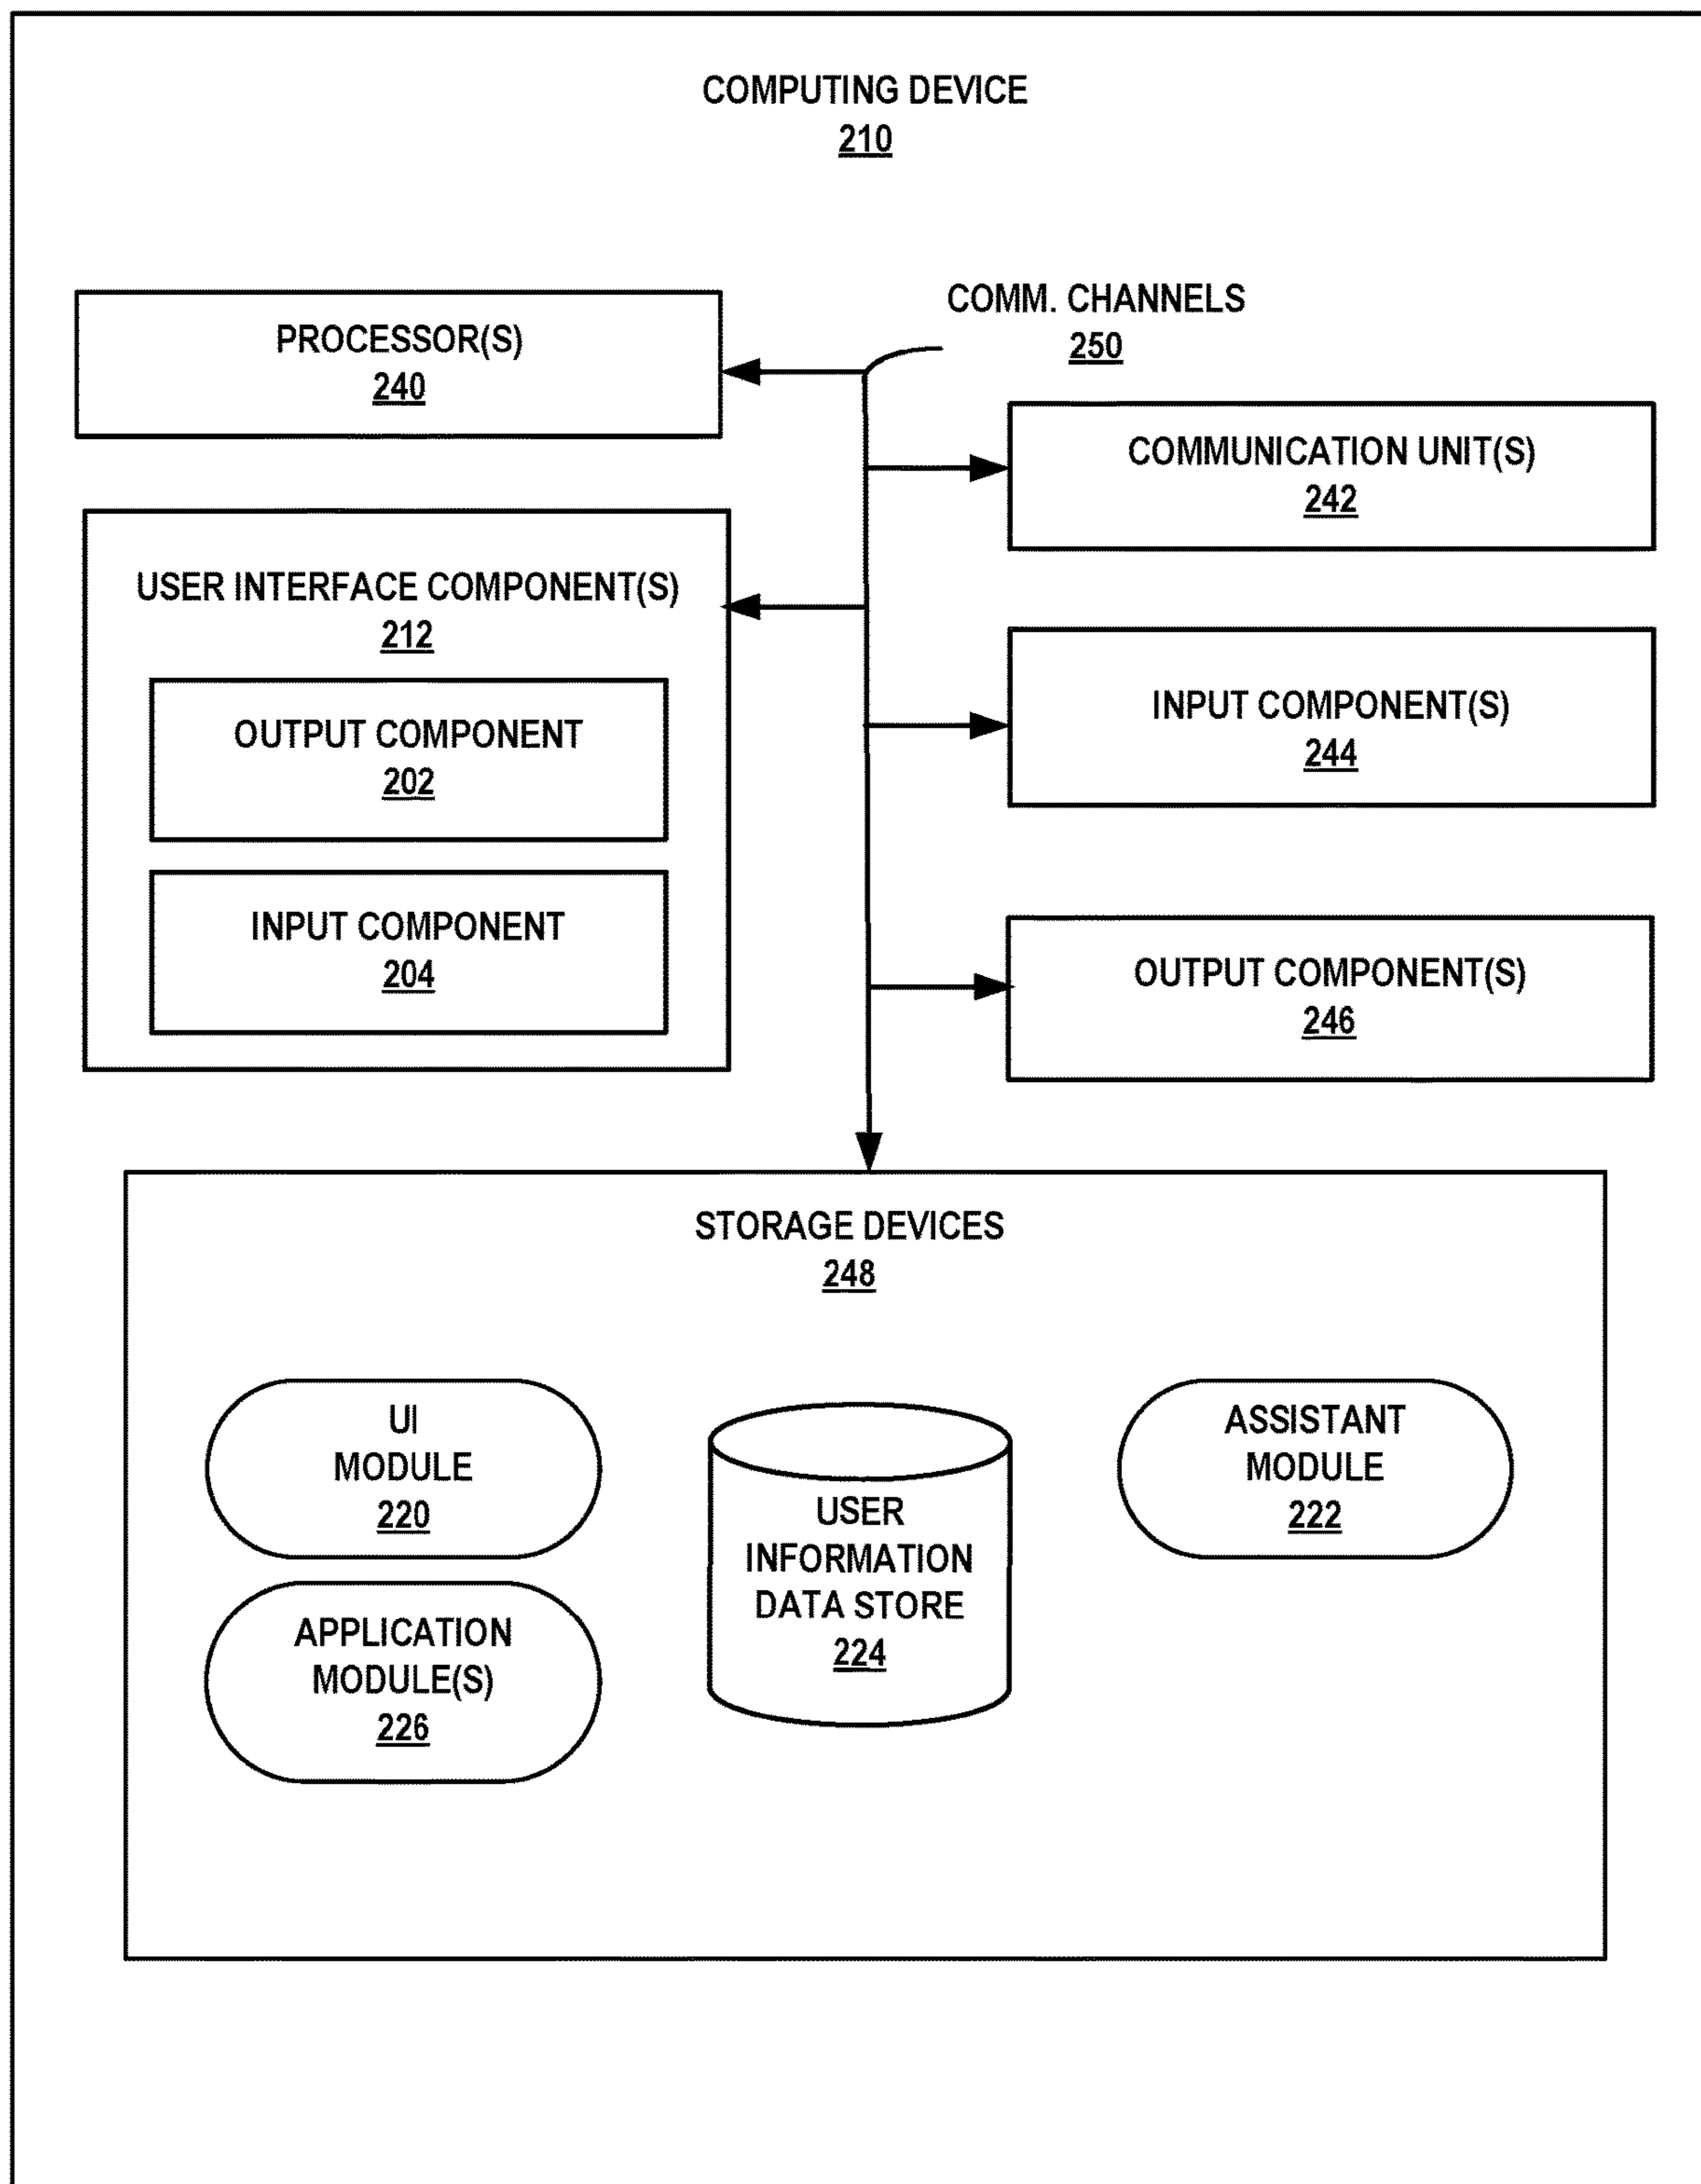 COMPUTING DEVICE
210
COMM. CHANNELS
250
PROCESSOR(S)
240
COMMUNICATION UNIT(S)
242
USER INTERFACE COMPONENT(S)
212
OUTPUT COMPONENT
202
INPUT COMPONENT
204
INPUT COMPONENT(S)
244
OUTPUT COMPONENT(S)
246
STORAGE DEVICES
248
UI
MODULE
220
APPLICATION
MODULE(S)
226
USER
INFORMATION
DATA STORE
224
ASSISTANT
MODULE
222